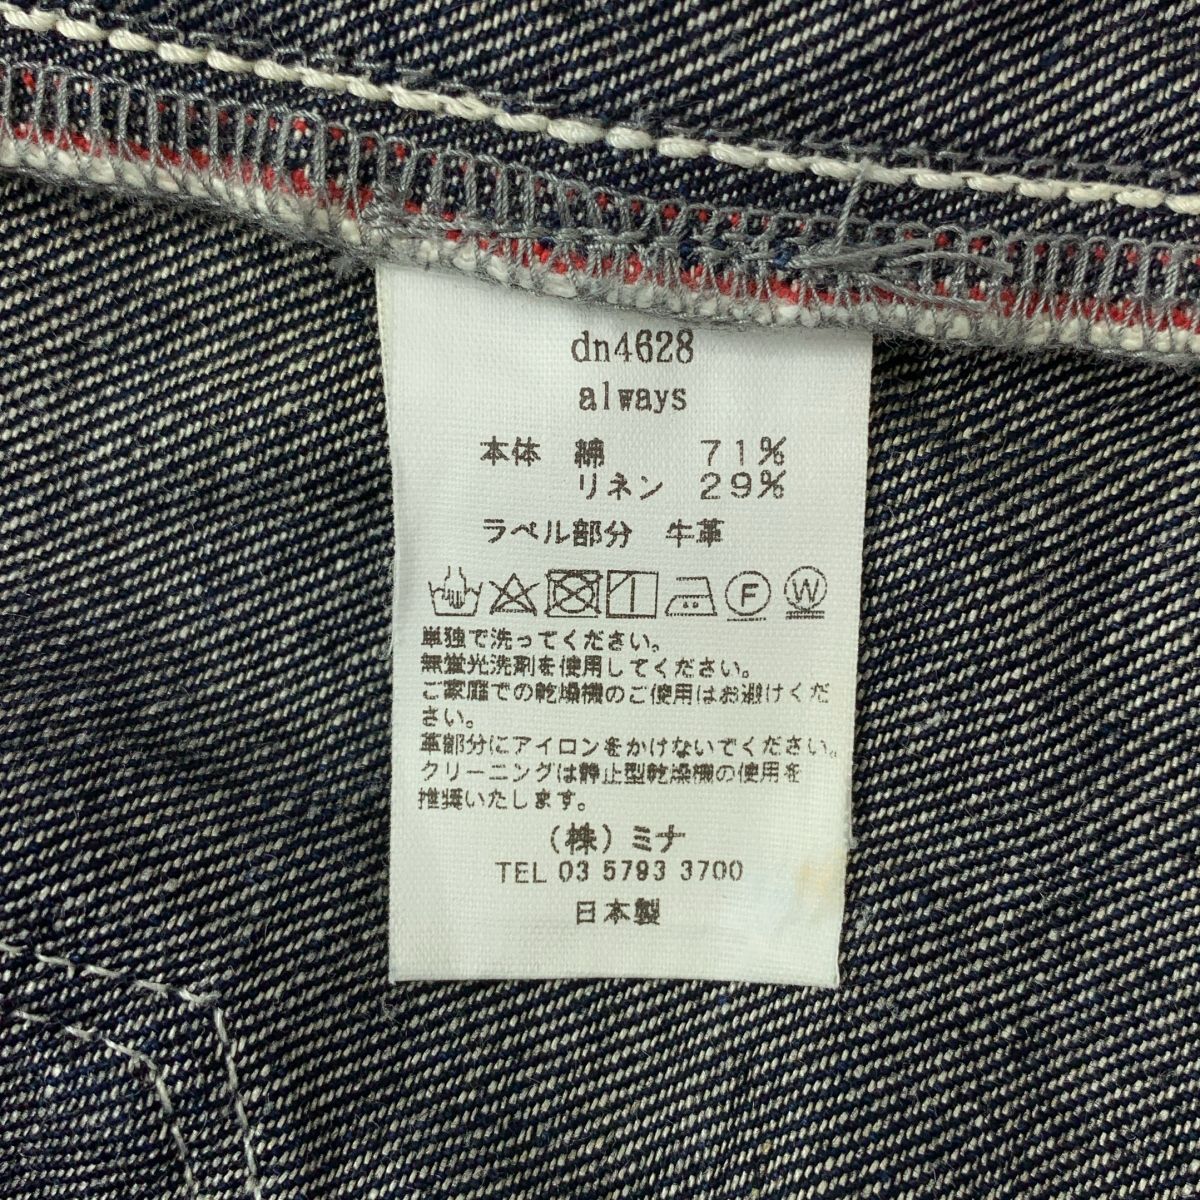 dn4628
always
本体 綿 71%
リネン 29%
ラベル部分 牛革
F W
単独で洗ってください。
無蛍光洗剤を使用してください。
ご家庭での乾燥機のご使用はお避けくだ
さい。
革部分にアイロンをかけないでください。
クリーニングは静止型乾燥機の使用を
推奨いたします。
(株)ミナ
TEL 03 5793 3700
日本製